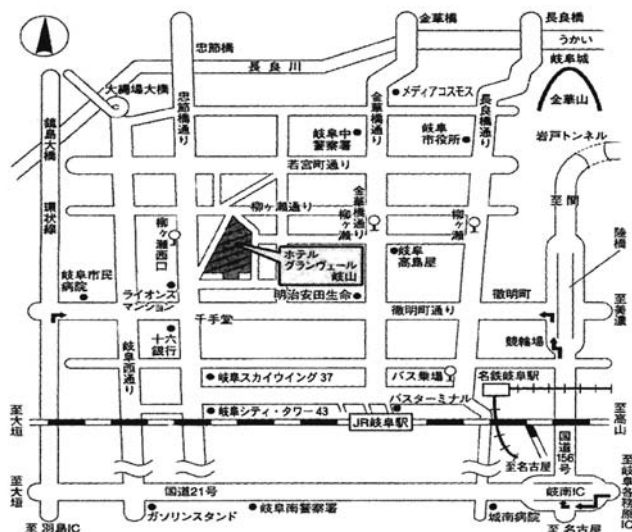 忠節橋
金華橋
長良橋
うかい
長良川
岐阜城
金華山
大縄場大橋
鏡島大橋
忠節橋通り
メディアコスモス
金華橋通り
長良橋通り
岐阜中
警察署
岐阜
市役所
岩戸トンネル
若宮町通り
至関
環状線
柳ヶ瀬通り
金華橋通り
柳ヶ瀬
柳ヶ瀬
陸橋
柳ヶ瀬西口
ホテル
グランヴェール
岐山
岐阜
高島屋
岐阜市民
病院
ライオンズ
マンション
明治安田生命
徹明町
至美濃
千手堂
徹明町通り
十六
銀行
競輪場
岐阜西通り
岐阜スカイウイング37
バス乗場
名鉄岐阜駅
岐阜シティ・タワー43
バスターミナル
至大垣
JR岐阜駅
至高山
至名古屋
国道156号
至大垣
国道21号
岐南IC
至岐阜各務原IC
ガソリンスタンド
岐阜南警察署
城南病院
至羽島IC
至名古屋